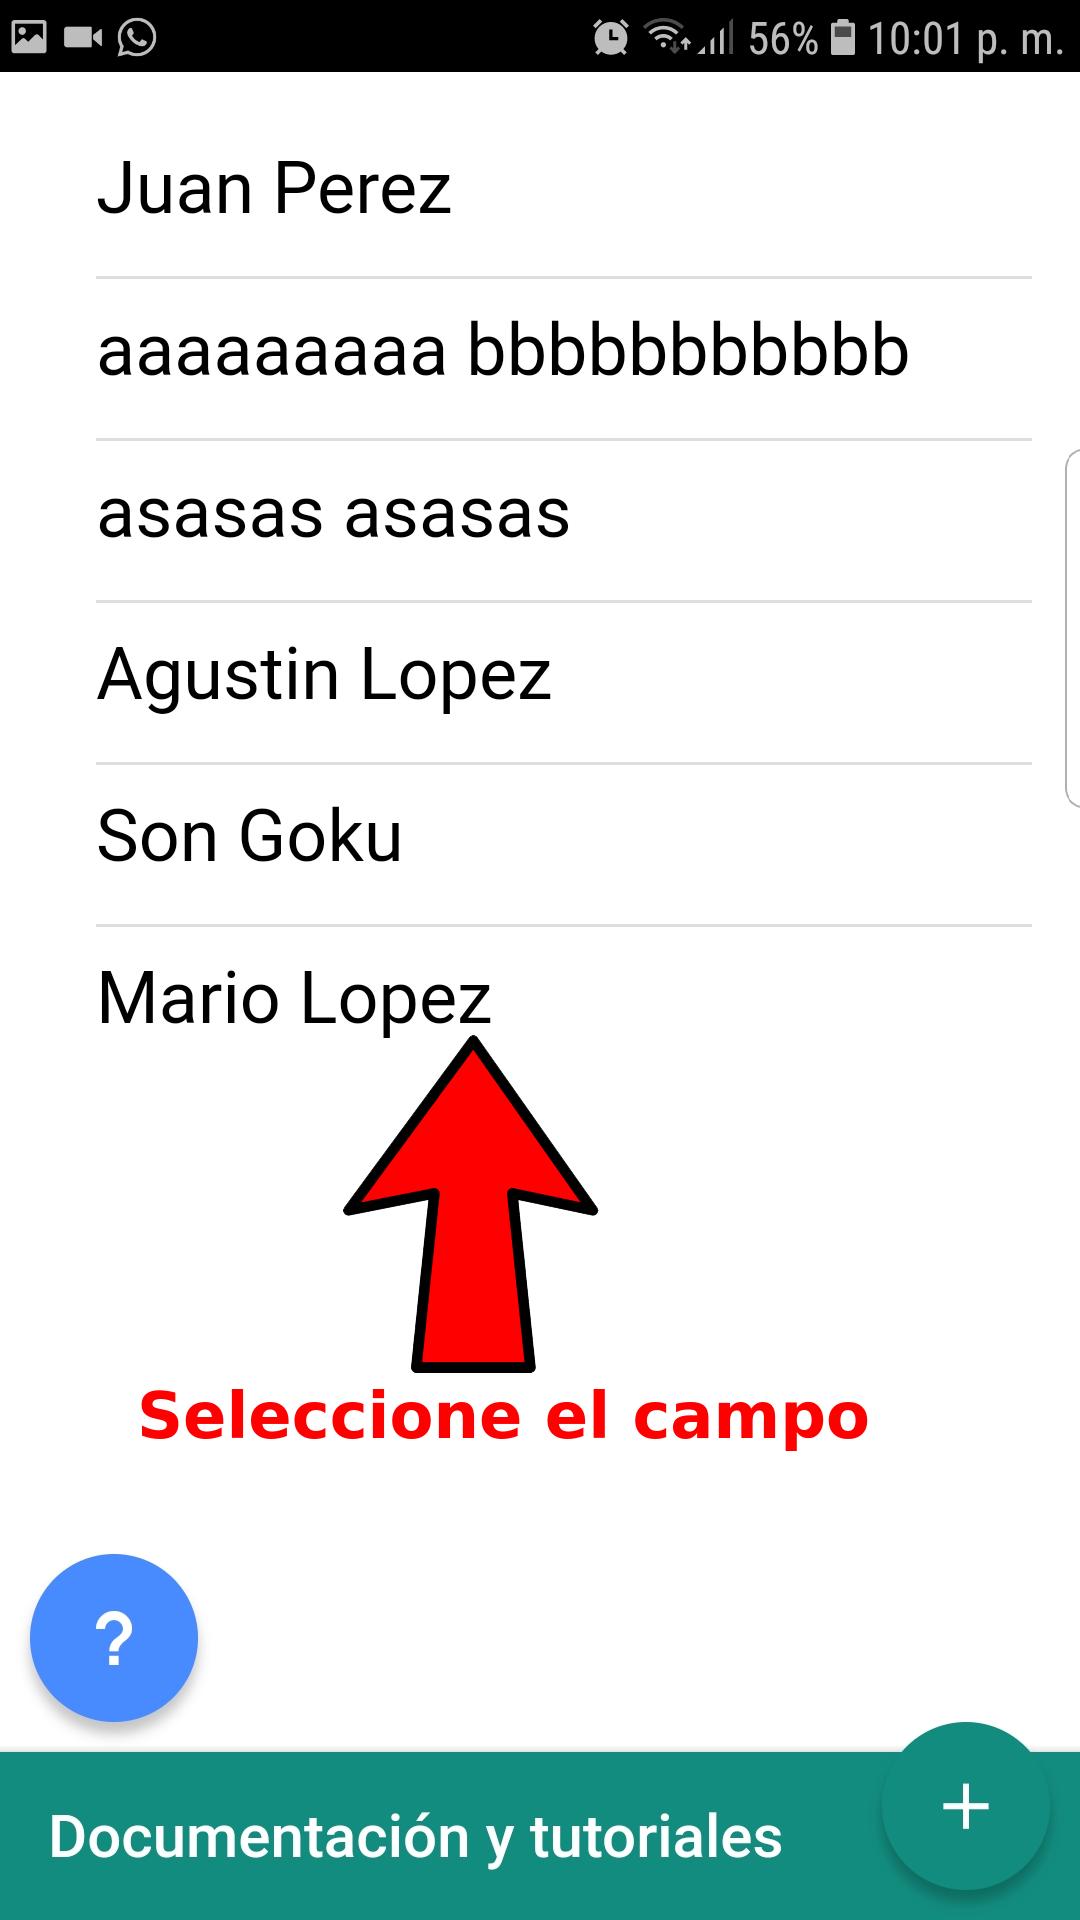 56% 10:01 p. m.
Juan Perez
aaaaaaaaa bbbbbbbbbbb
asasas asasas
Agustin Lopez
Son Goku
Mario Lopez
Seleccione el campo
?
Documentación y tutoriales
+